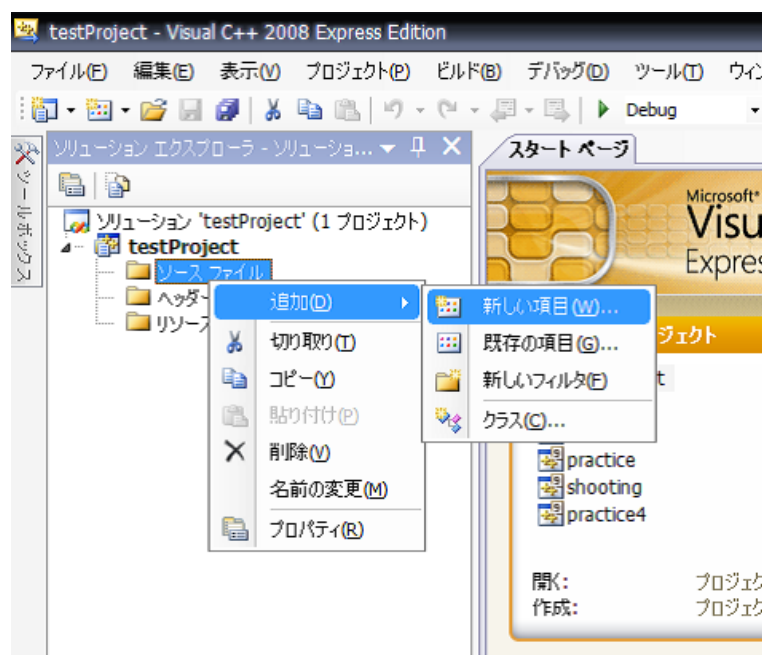 testProject - Visual C++ 2008 Express Edition
ファイル(F) 編集(E) 表示(V) プロジェクト(P) ビルド(B) デバッグ(D) ツール(T) ウィン
Debug
ソリューション エクスプローラ - ソリューショ...
スタート ページ
ツールボックス
ソリューション 'testProject' (1 プロジェクト)
testProject
ソース ファイル
ヘッダー
リソース
追加(D)
切り取り(T)
コピー(Y)
貼り付け(P)
削除(V)
名前の変更(M)
プロパティ(R)
新しい項目(W)...
既存の項目(G)...
新しいフィルタ(F)
クラス(C)...
Microsoft®
Visu
Express
ジェクト
t
practice
shooting
practice4
開く: プロジェク
作成: プロジェク